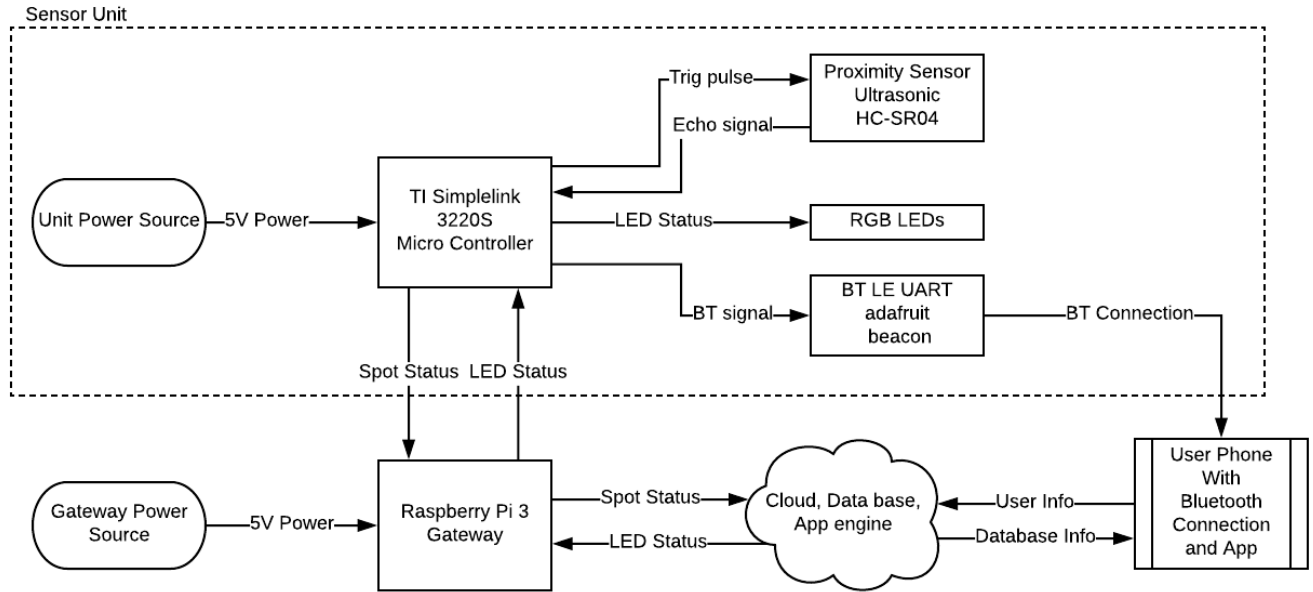 Sensor Unit
Trig pulse
Proximity Sensor
Ultrasonic
HC-SR04
Echo signal
Unit Power Source
5V Power
TI Simplelink
3220S
Micro Controller
LED Status
RGB LEDs
BT signal
BT LE UART
adafruit
beacon
BT Connection
Spot Status
LED Status
Gateway Power
Source
5V Power
Raspberry Pi 3
Gateway
Spot Status
LED Status
Cloud, Data base,
App engine
User Info
Database Info
User Phone
With
Bluetooth
Connection
and App